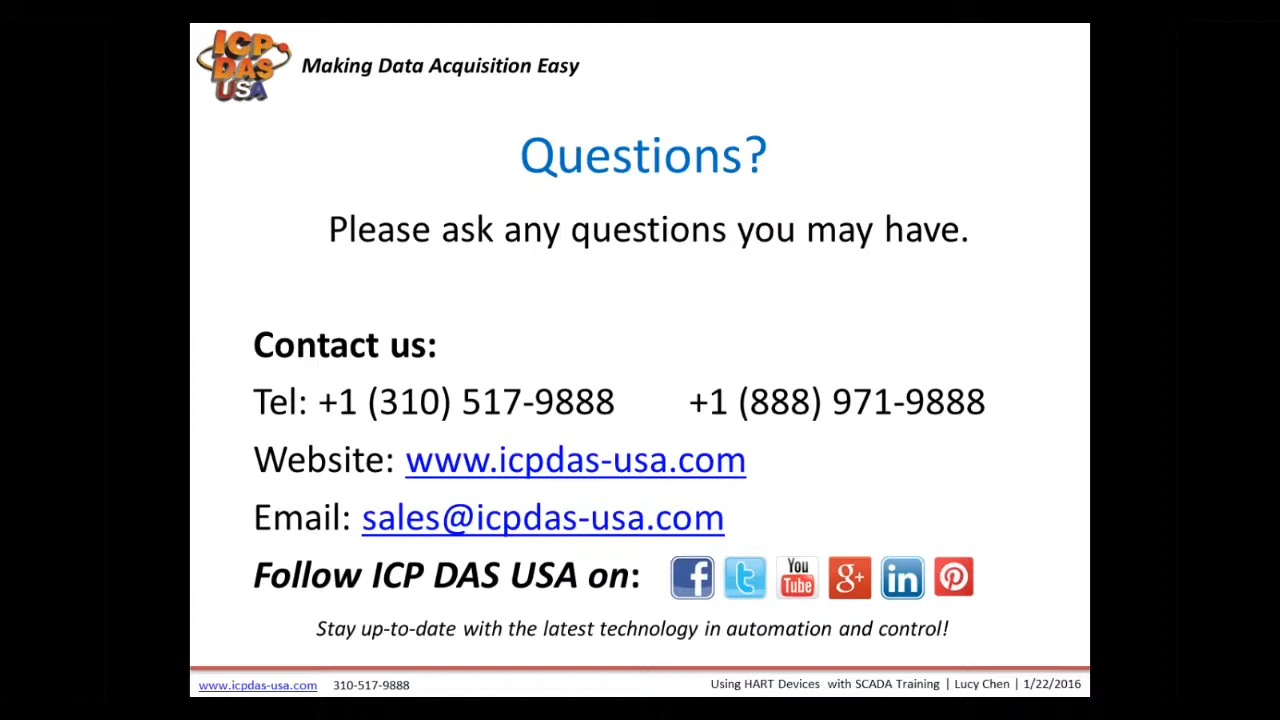 ICP
DAS
USA
Making Data Acquisition Easy
Questions?
Please ask any questions you may have.
Contact us:
Tel: +1 (310) 517-9888 +1 (888) 971-9888
Website: www.icpdas-usa.com
Email: sales@icpdas-usa.com
Follow ICP DAS USA on: f t You Tube g+ in P
Stay up-to-date with the latest technology in automation and control!
www.icpdas-usa.com 310-517-9888 Using HART Devices with SCADA Training | Lucy Chen | 1/22/2016